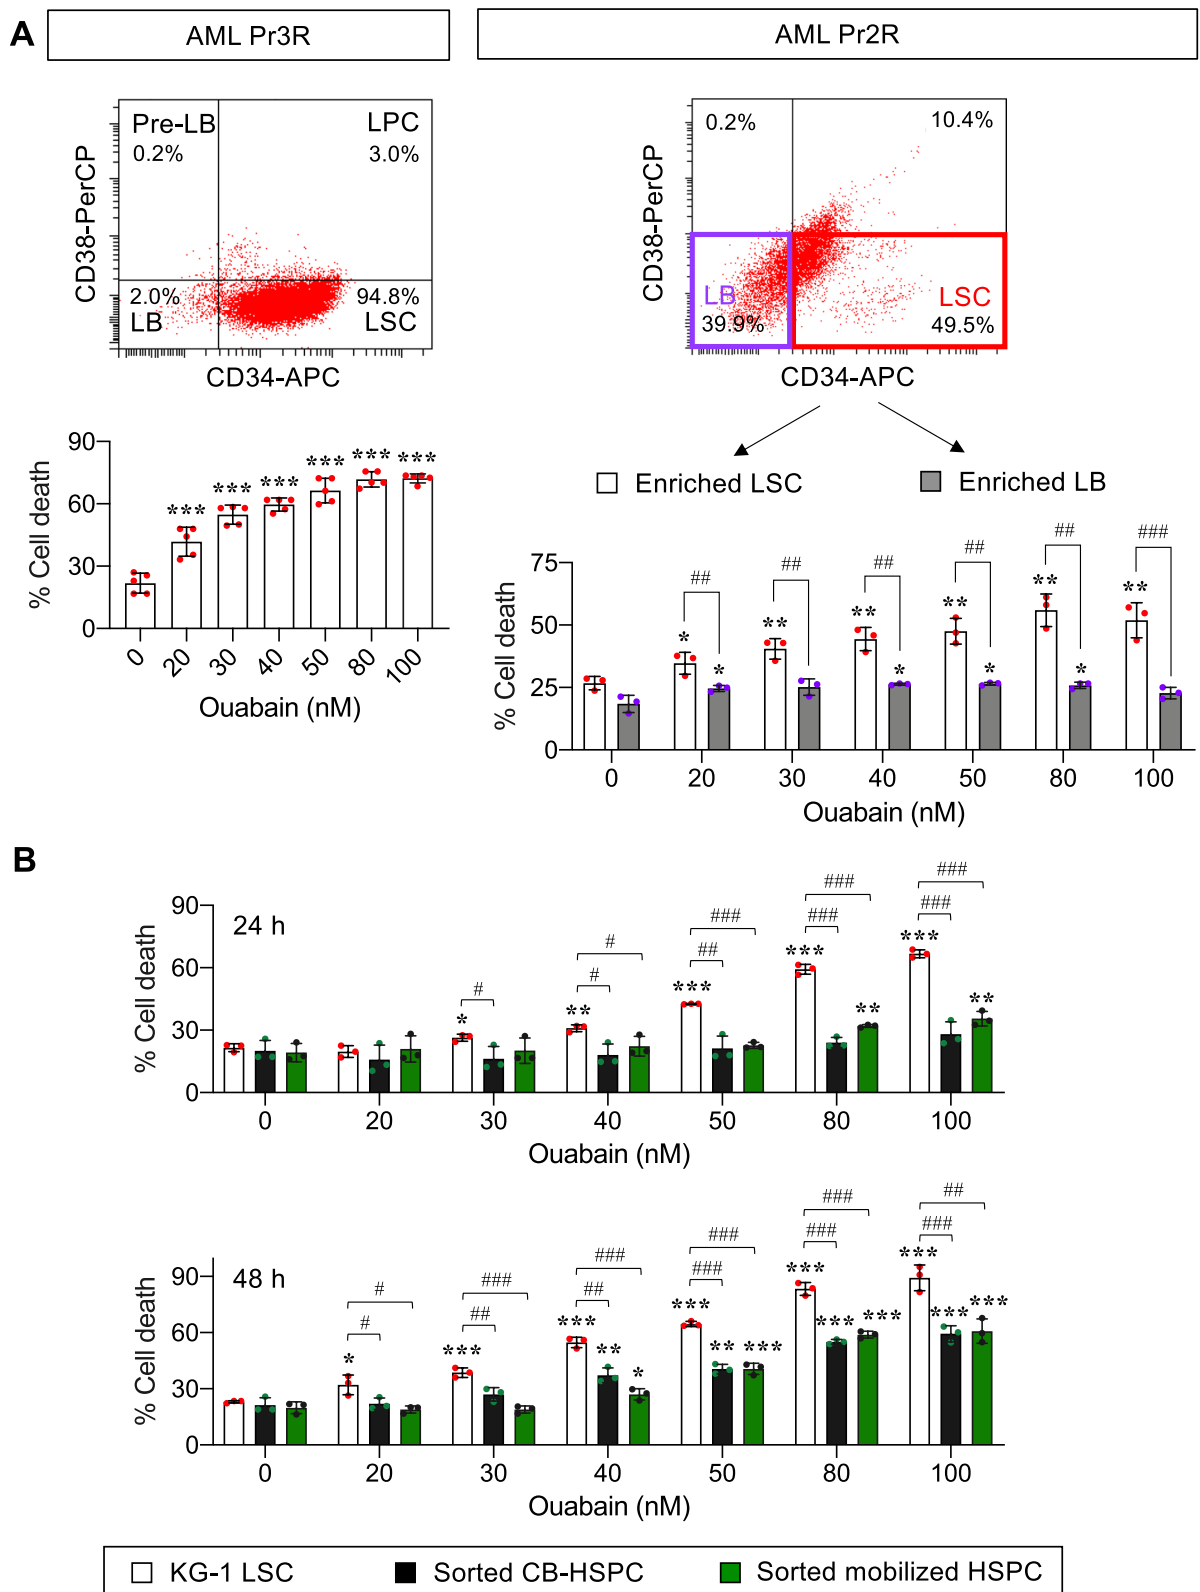 A
AML Pr3R
AML Pr2R
Pre-LB
LPC
0.2%
3.0%
2.0%
94.8%
LB
LSC
CD38-PerCP
CD34-APC
0.2%
10.4%
LB
LSC
39.9%
49.5%
CD38-PerCP
CD34-APC
Enriched LSC
Enriched LB
90
60
30
0
% Cell death
*** *** *** *** *** ***
0 20 30 40 50 80 100
Ouabain (nM)
75
50
25
0
% Cell death
## ## ## ## ## ###
* ** ** ** ** **
* * * *
0 20 30 40 50 80 100
Ouabain (nM)
B
24 h
90
60
30
0
% Cell death
# # # ## ### ### ### ### ###
* ** *** *** ** *** **
0 20 30 40 50 80 100
Ouabain (nM)
48 h
90
60
30
0
% Cell death
# # ## ### ## ### ### ### ### ### ### ##
* *** *** ** * *** ** *** *** *** *** *** *** ***
0 20 30 40 50 80 100
Ouabain (nM)
KG-1 LSC
Sorted CB-HSPC
Sorted mobilized HSPC